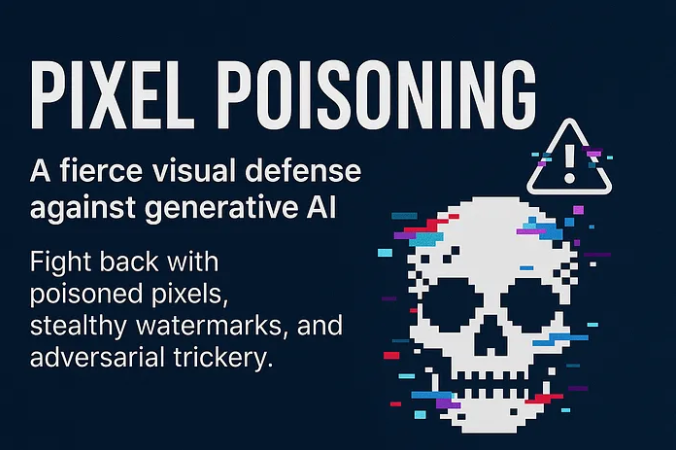 PIXEL POISONING
!
A fierce visual defense
against generative AI
Fight back with
poisoned pixels,
stealthy watermarks, and
adversarial trickery.